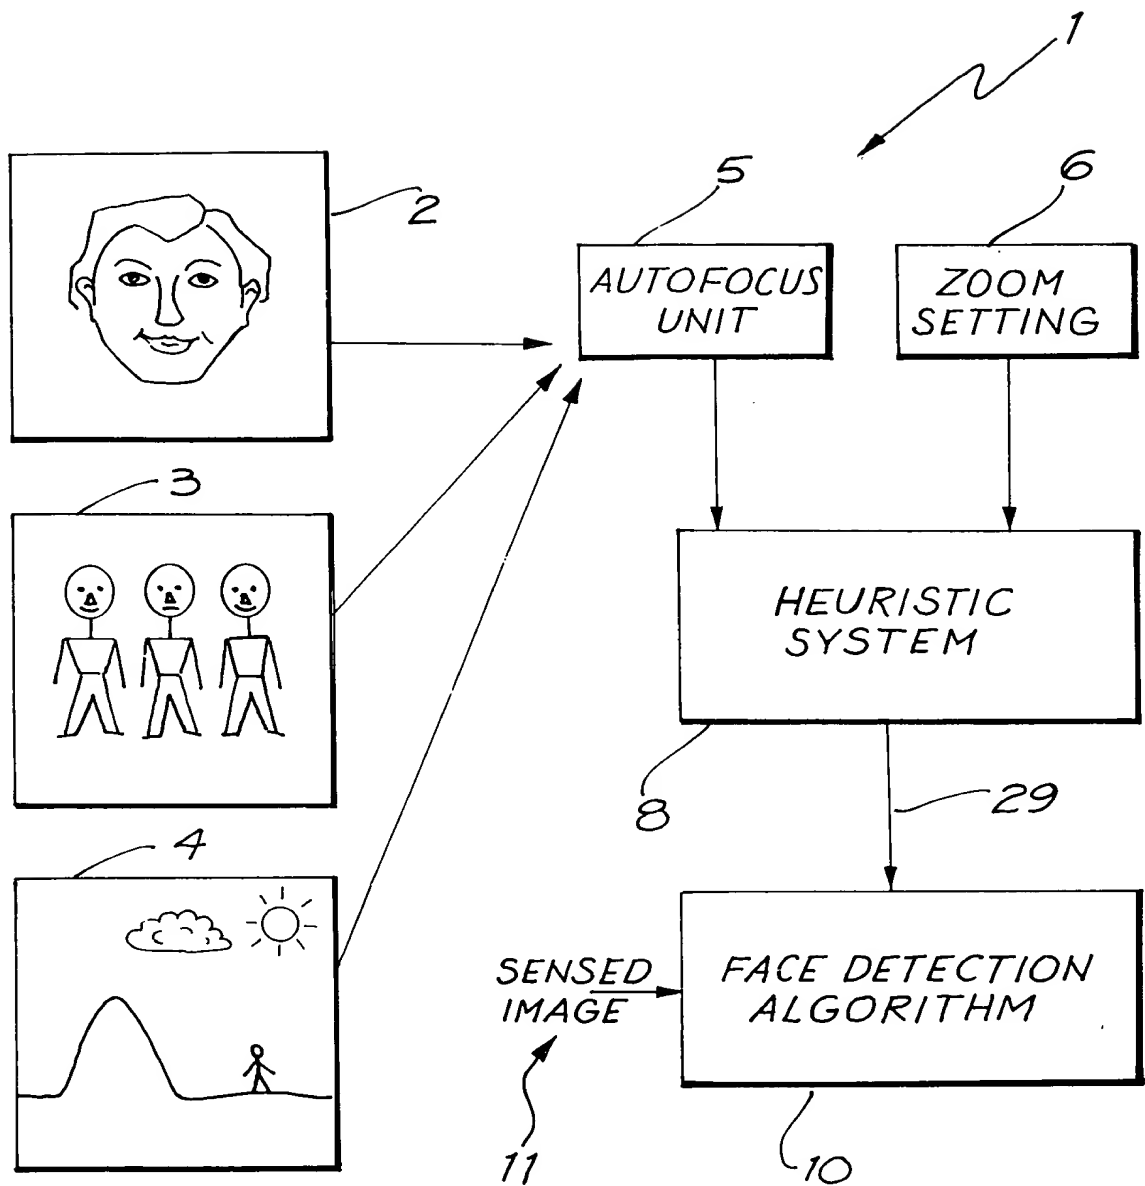 1
2
5
6
AUTOFOCUS
UNIT
ZOOM
SETTING
3
HEURISTIC
SYSTEM
8
29
4
SENSED
IMAGE
FACE DETECTION
ALGORITHM
11
10